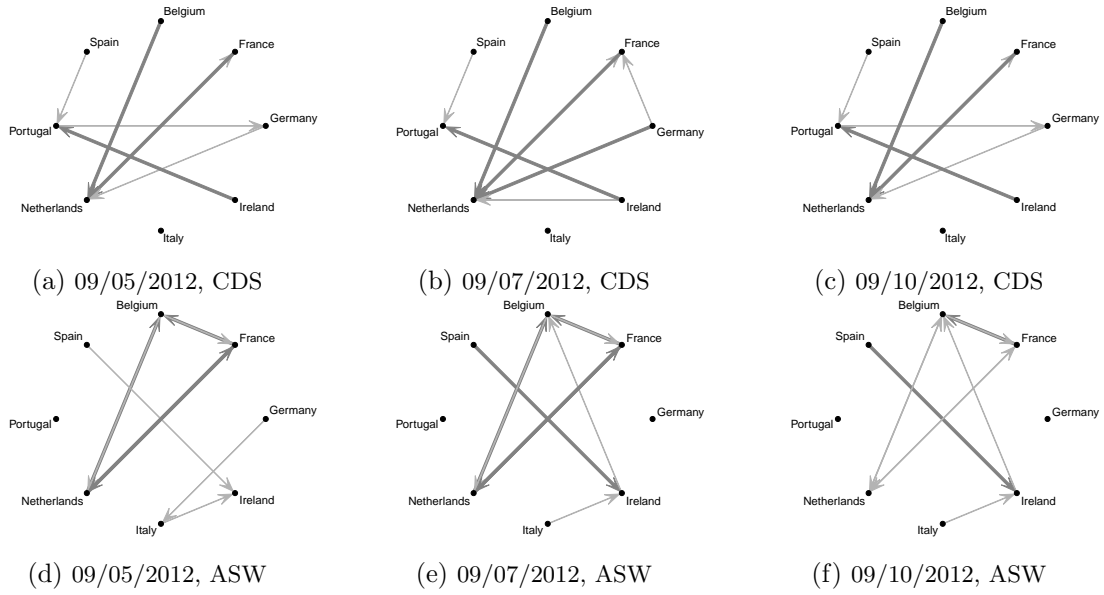 Belgium
Spain
France
Portugal
Germany
Netherlands
Ireland
Italy
(a) 09/05/2012, CDS
Belgium
Spain
France
Portugal
Germany
Netherlands
Ireland
Italy
(b) 09/07/2012, CDS
Belgium
Spain
France
Portugal
Germany
Netherlands
Ireland
Italy
(c) 09/10/2012, CDS
Belgium
Spain
France
Portugal
Germany
Netherlands
Ireland
Italy
(d) 09/05/2012, ASW
Belgium
Spain
France
Portugal
Germany
Netherlands
Ireland
Italy
(e) 09/07/2012, ASW
Belgium
Spain
France
Portugal
Germany
Netherlands
Ireland
Italy
(f) 09/10/2012, ASW